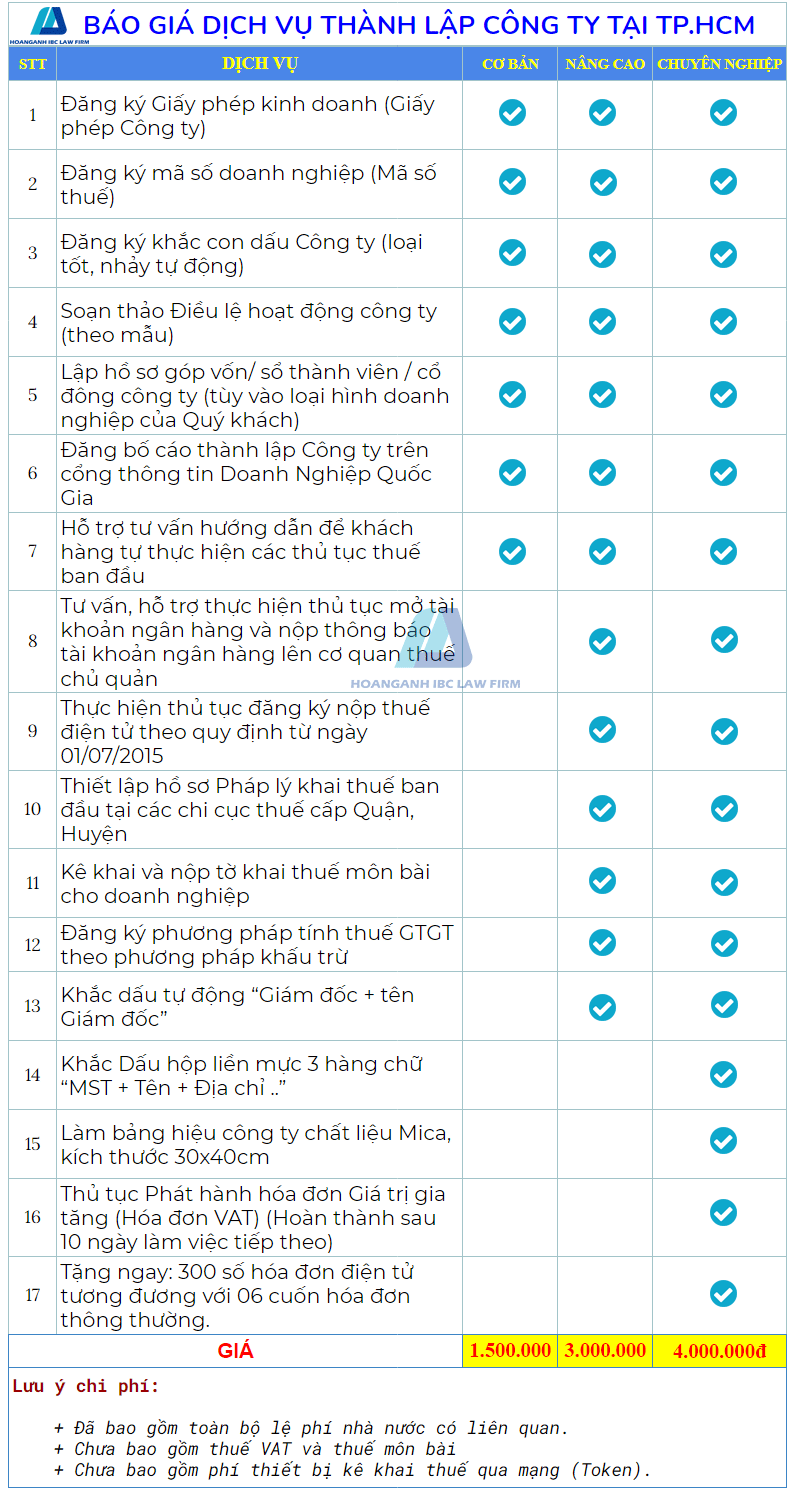 HOANGANH IBC LAW FIRM
BÁO GIÁ DỊCH VỤ THÀNH LẬP CÔNG TY TẠI TP.HCM
STT DỊCH VỤ CƠ BẢN NÂNG CAO CHUYÊN NGHIỆP
1 Đăng ký Giấy phép kinh doanh (Giấy
phép Công ty)
2 Đăng ký mã số doanh nghiệp (Mã số
thuế)
3 Đăng ký khắc con dấu Công ty (loại
tốt, nhảy tự động)
4 Soạn thảo Điều lệ hoạt động công ty
(theo mẫu)
5 Lập hồ sơ góp vốn/ sổ thành viên / cổ
đông công ty (tùy vào loại hình doanh
nghiệp của Quý khách)
6 Đăng bố cáo thành lập Công ty trên
cổng thông tin Doanh Nghiệp Quốc
Gia
7 Hỗ trợ tư vấn hướng dẫn để khách
hàng tự thực hiện các thủ tục thuế
ban đầu
8 Tư vấn, hỗ trợ thực hiện thủ tục mở tài
khoản ngân hàng và nộp thông báo
tài khoản ngân hàng lên cơ quan thuế
chủ quản
HOANGANH IBC LAW FIRM
9 Thực hiện thủ tục đăng ký nộp thuế
điện tử theo quy định từ ngày
01/07/2015
10 Thiết lập hồ sơ Pháp lý khai thuế ban
đầu tại các chi cục thuế cấp Quận,
Huyện
11 Kê khai và nộp tờ khai thuế môn bài
cho doanh nghiệp
12 Đăng ký phương pháp tính thuế GTGT
theo phương pháp khấu trừ
13 Khắc dấu tự động “Giám đốc + tên
Giám đốc”
14 Khắc Dấu hộp liền mực 3 hàng chữ
“MST + Tên + Địa chỉ ..”
15 Làm bảng hiệu công ty chất liệu Mica,
kích thước 30x40cm
16 Thủ tục Phát hành hóa đơn Giá trị gia
tăng (Hóa đơn VAT) (Hoàn thành sau
10 ngày làm việc tiếp theo)
17 Tặng ngay: 300 số hóa đơn điện tử
tương đương với 06 cuốn hóa đơn
thông thường.
GIÁ 1.500.000 3.000.000 4.000.000đ
Lưu ý chi phí:
+ Đã bao gồm toàn bộ lệ phí nhà nước có liên quan.
+ Chưa bao gồm thuế VAT và thuế môn bài
+ Chưa bao gồm phí thiết bị kê khai thuế qua mạng (Token).